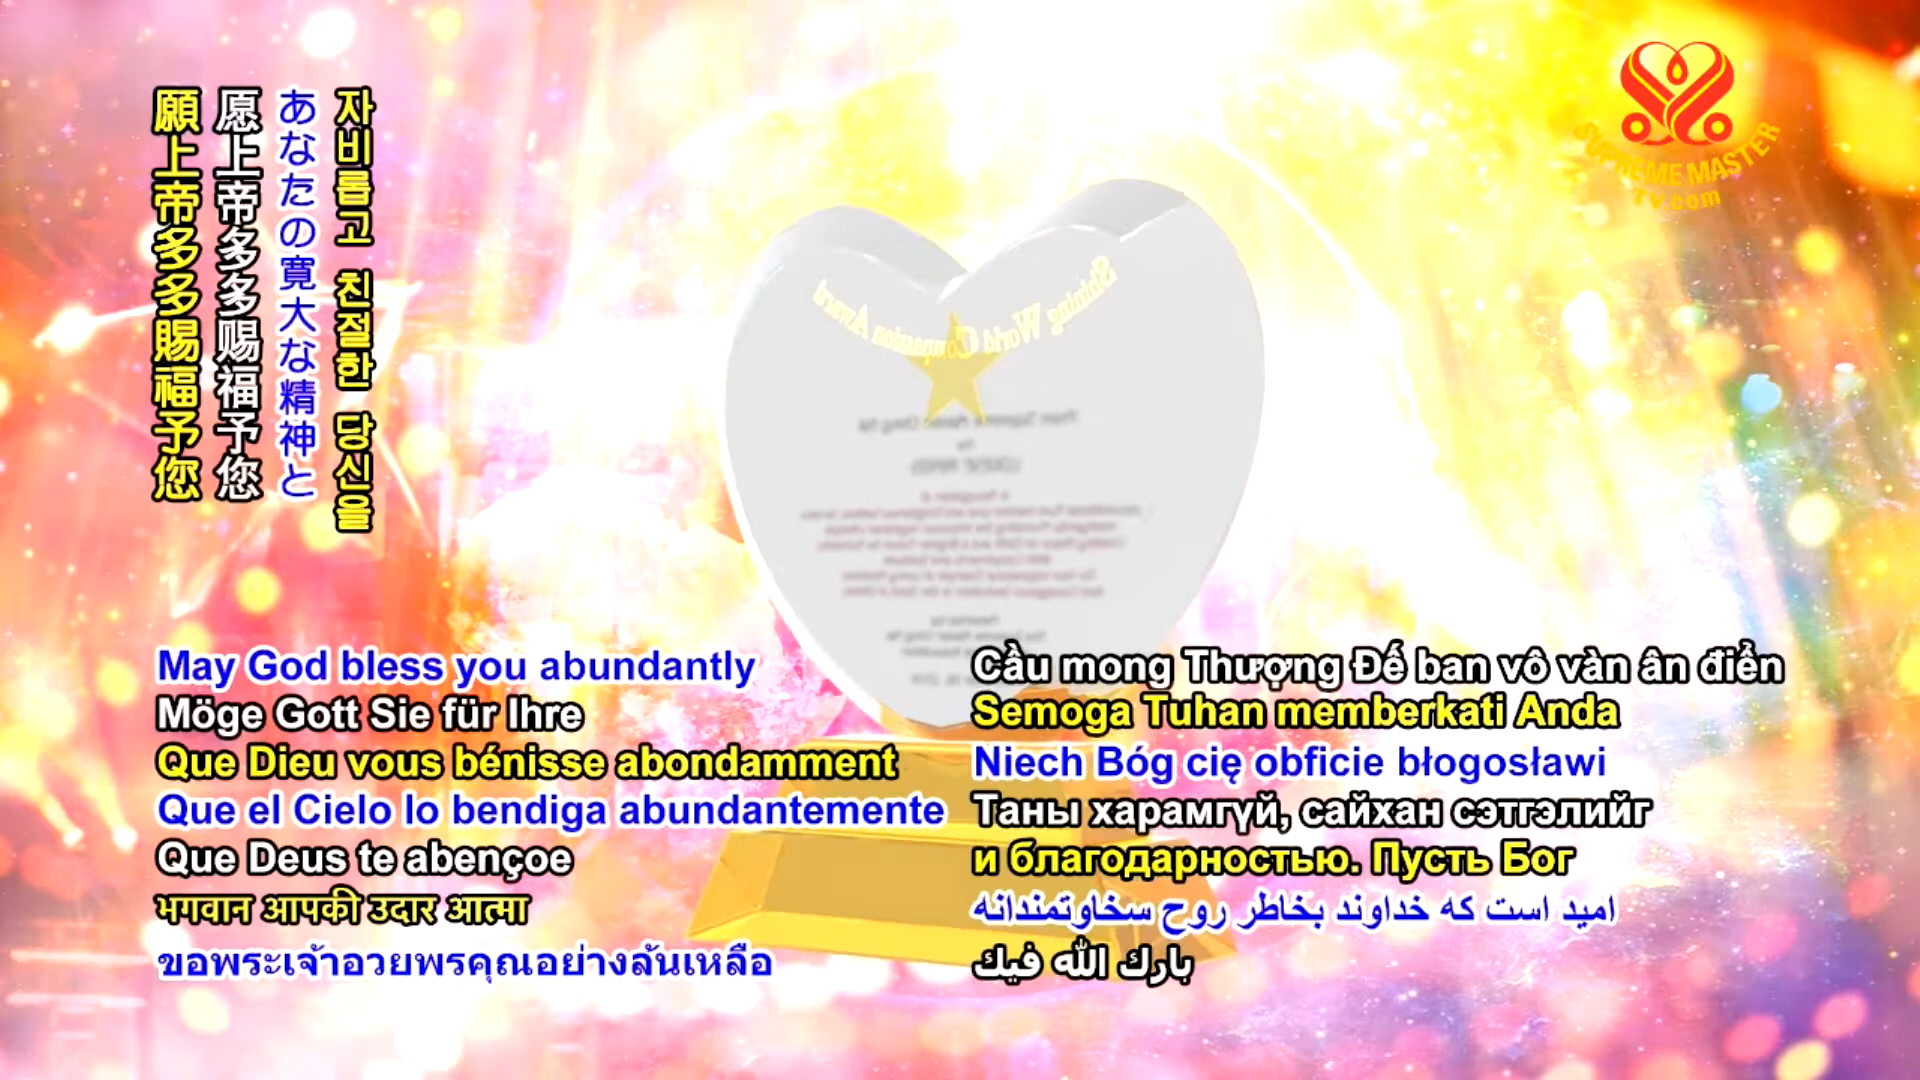 願上帝多多賜福予您
愿上帝多多赐福予您
あなたの寛大な精神と
자비롭고 친절한 당신을
SUPREME MASTER
TV.com
Shining World Compassion Award
May God bless you abundantly
Möge Gott Sie für Ihre
Que Dieu vous bénisse abondamment
Que el Cielo lo bendiga abundantemente
Que Deus te abençoe
भगवान आपकी उदार आत्मा
ขอพระเจ้าอวยพรคุณอย่างล้นเหลือ
Cầu mong Thượng Đế ban vô vàn ân điển
Semoga Tuhan memberkati Anda
Niech Bóg cię obficie błogosławi
Таны харамгүй, сайхан сэтгэлийг
и благодарностью. Пусть Бог
امید است که خداوند بخاطر روح سخاوتمندانه
بارك الله فيك